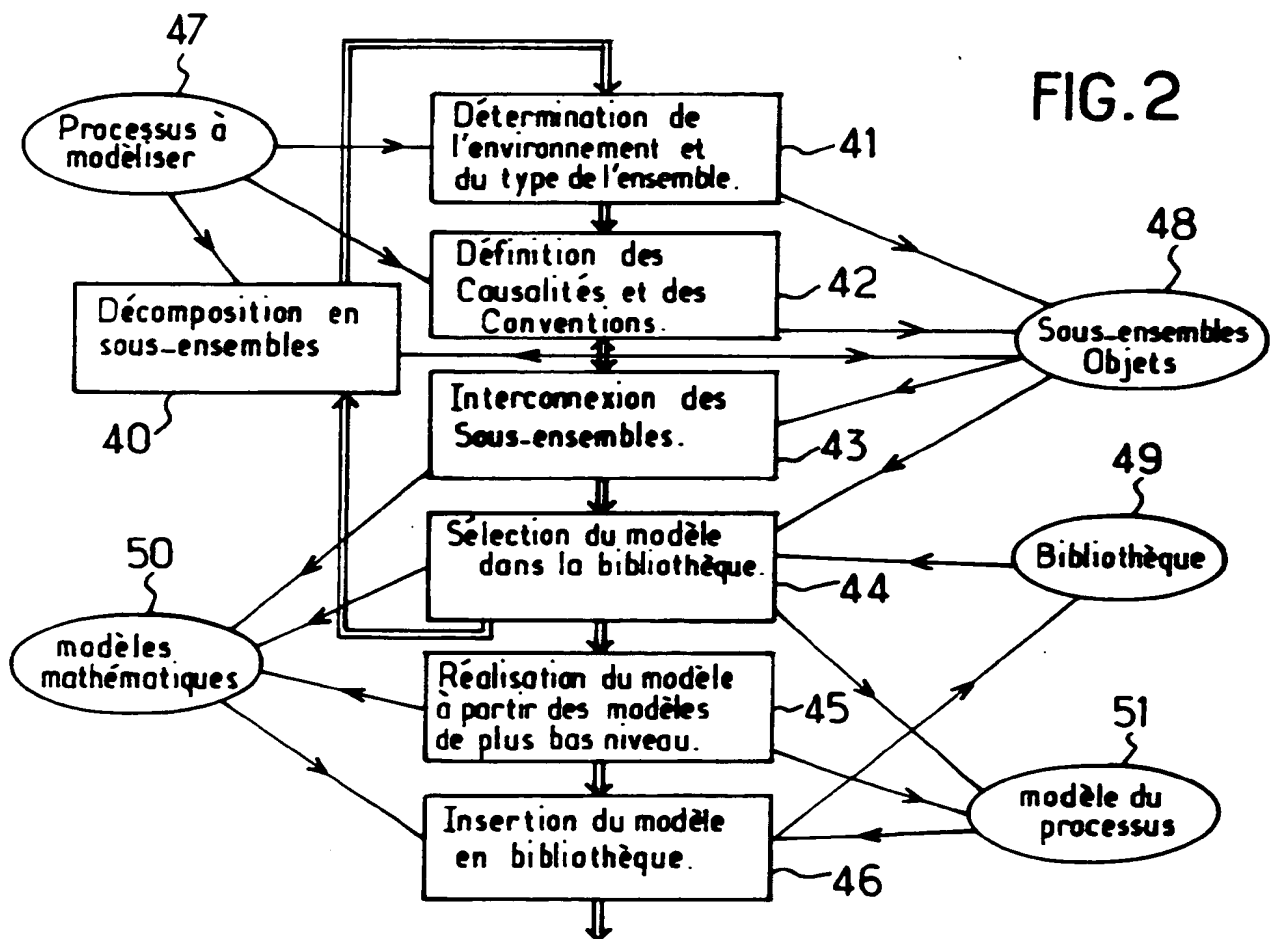 FIG. 2
47
Processus à
modèliser
Détermination de
l'environnement et
du type de l'ensemble.
41
Définition des
Causalités et des
Conventions.
42
48
Sous-ensembles
Objets
Décomposition en
sous-ensembles
40
Interconnexion des
Sous-ensembles.
43
49
Bibliothèque
Sélection du modèle
dans la bibliothèque.
44
50
modèles
mathématiques
Réalisation du modèle
à partir des modèles
de plus bas niveau.
45
51
modèle du
processus
Insertion du modèle
en bibliothèque.
46